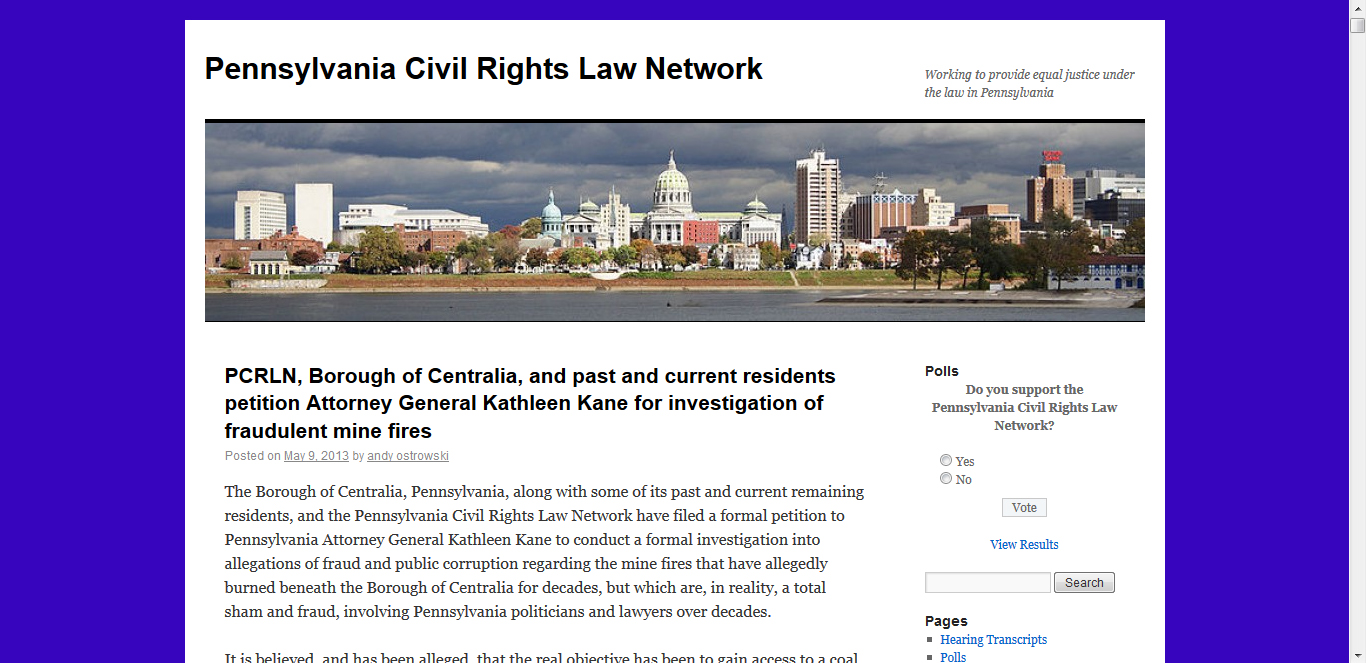 Pennsylvania Civil Rights Law Network
Working to provide equal justice under
the law in Pennsylvania
PCRLN, Borough of Centralia, and past and current residents
petition Attorney General Kathleen Kane for investigation of
fraudulent mine fires
Posted on May 9, 2013 by andy ostrowski
The Borough of Centralia, Pennsylvania, along with some of its past and current remaining
residents, and the Pennsylvania Civil Rights Law Network have filed a formal petition to
Pennsylvania Attorney General Kathleen Kane to conduct a formal investigation into
allegations of fraud and public corruption regarding the mine fires that have allegedly
burned beneath the Borough of Centralia for decades, but which are, in reality, a total
sham and fraud, involving Pennsylvania politicians and lawyers over decades.
It is believed, and has been alleged, that the real objective has been to gain access to a coal
Polls
Do you support the
Pennsylvania Civil Rights Law
Network?
Yes
No
Vote
View Results
Search
Pages
Hearing Transcripts
Polls